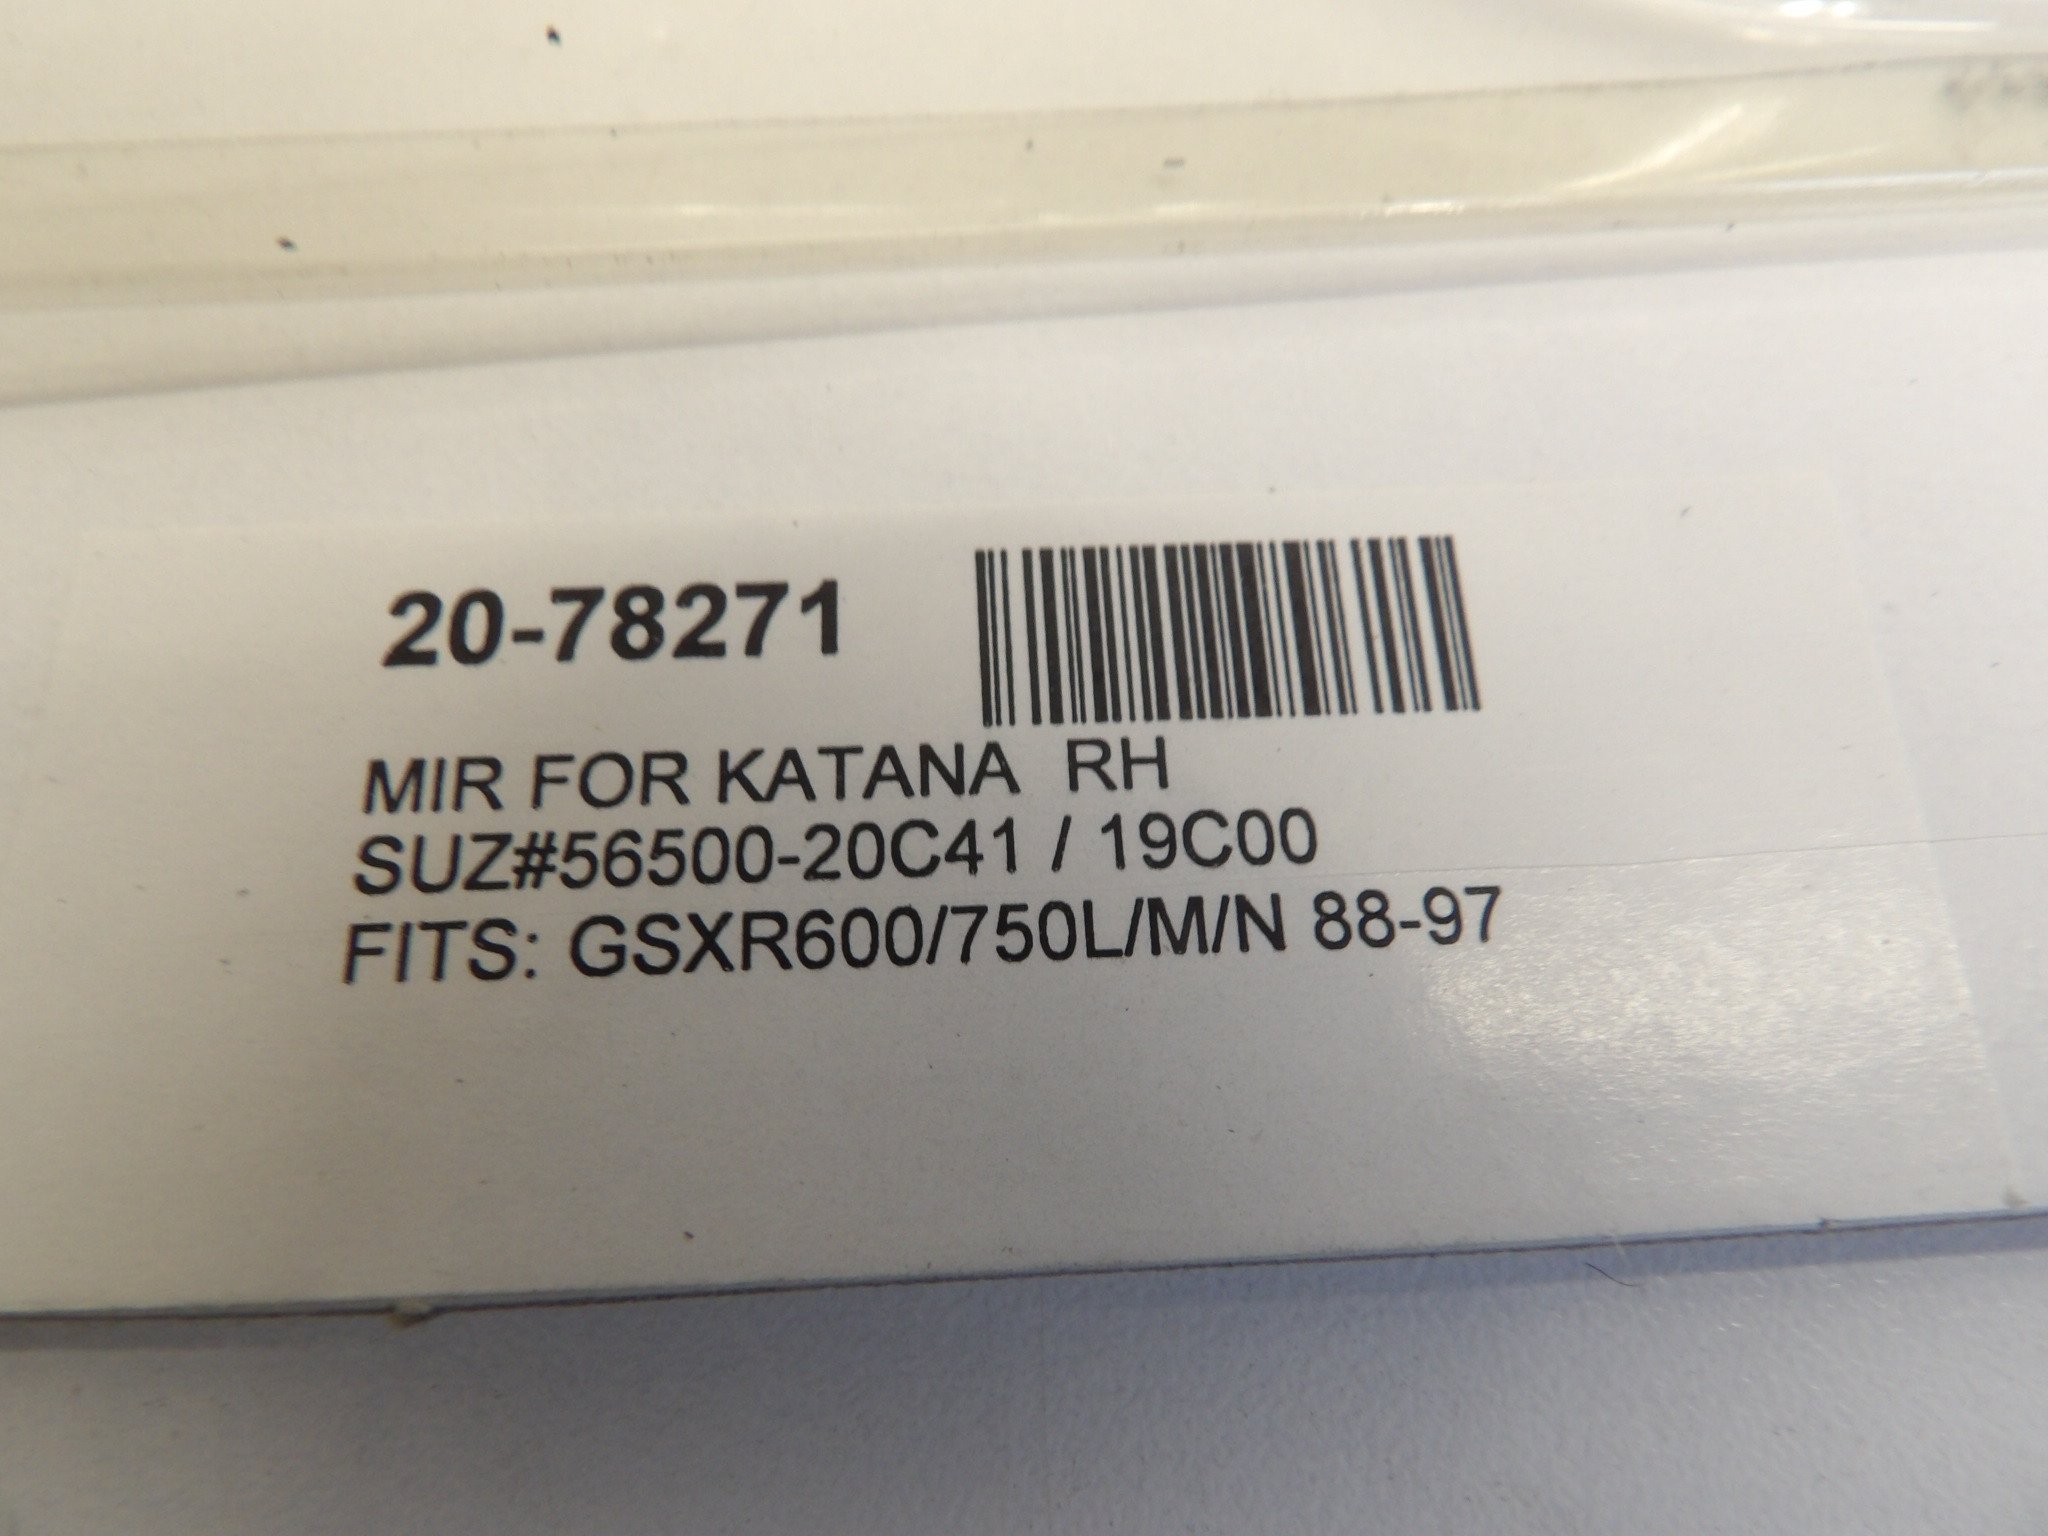 20-78271
MIR FOR KATANA RH
SUZ#56500-20C41 / 19C00
FITS: GSXR600/750L/M/N 88-97